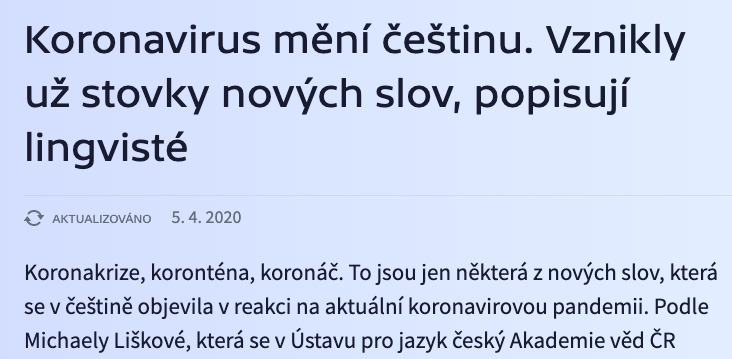 Koronavirus mění češtinu. Vznikly
už stovky nových slov, popisují
lingvisté
AKTUALIZOVÁNO 5. 4. 2020
Koronakrize, koronténa, koronáč. To jsou jen některá z nových slov, která
se v češtině objevila v reakci na aktuální koronavirovou pandemii. Podle
Michaely Liškové, která se v Ústavu pro jazyk český Akademie věd ČR